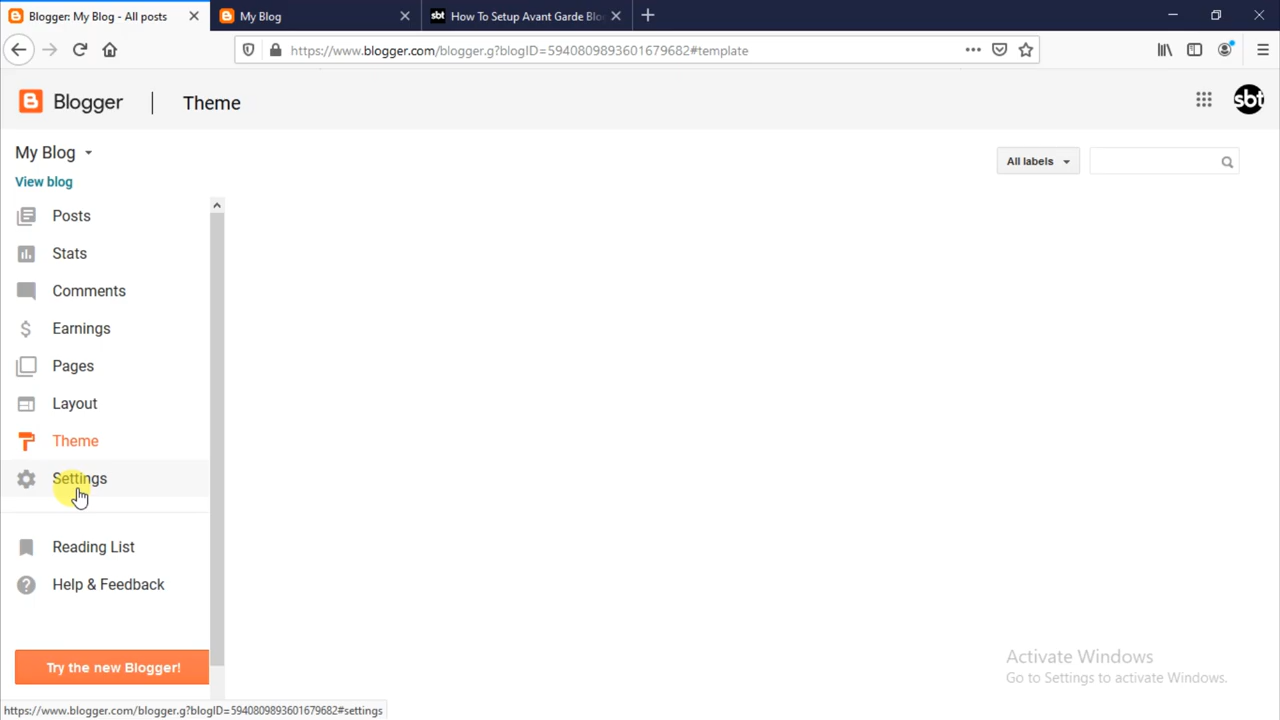 Blogger: My Blog - All posts
My Blog
sbt How To Setup Avant Garde Blo
https://www.blogger.com/blogger.g?blogID=5940809893601679682#template
Blogger
Theme
sbt
My Blog
View blog
All labels
Posts
Stats
Comments
Earnings
Pages
Layout
Theme
Settings
Reading List
Help & Feedback
Try the new Blogger!
Activate Windows
Go to Settings to activate Windows.
https://www.blogger.com/blogger.g?blogID=5940809893601679682#settings